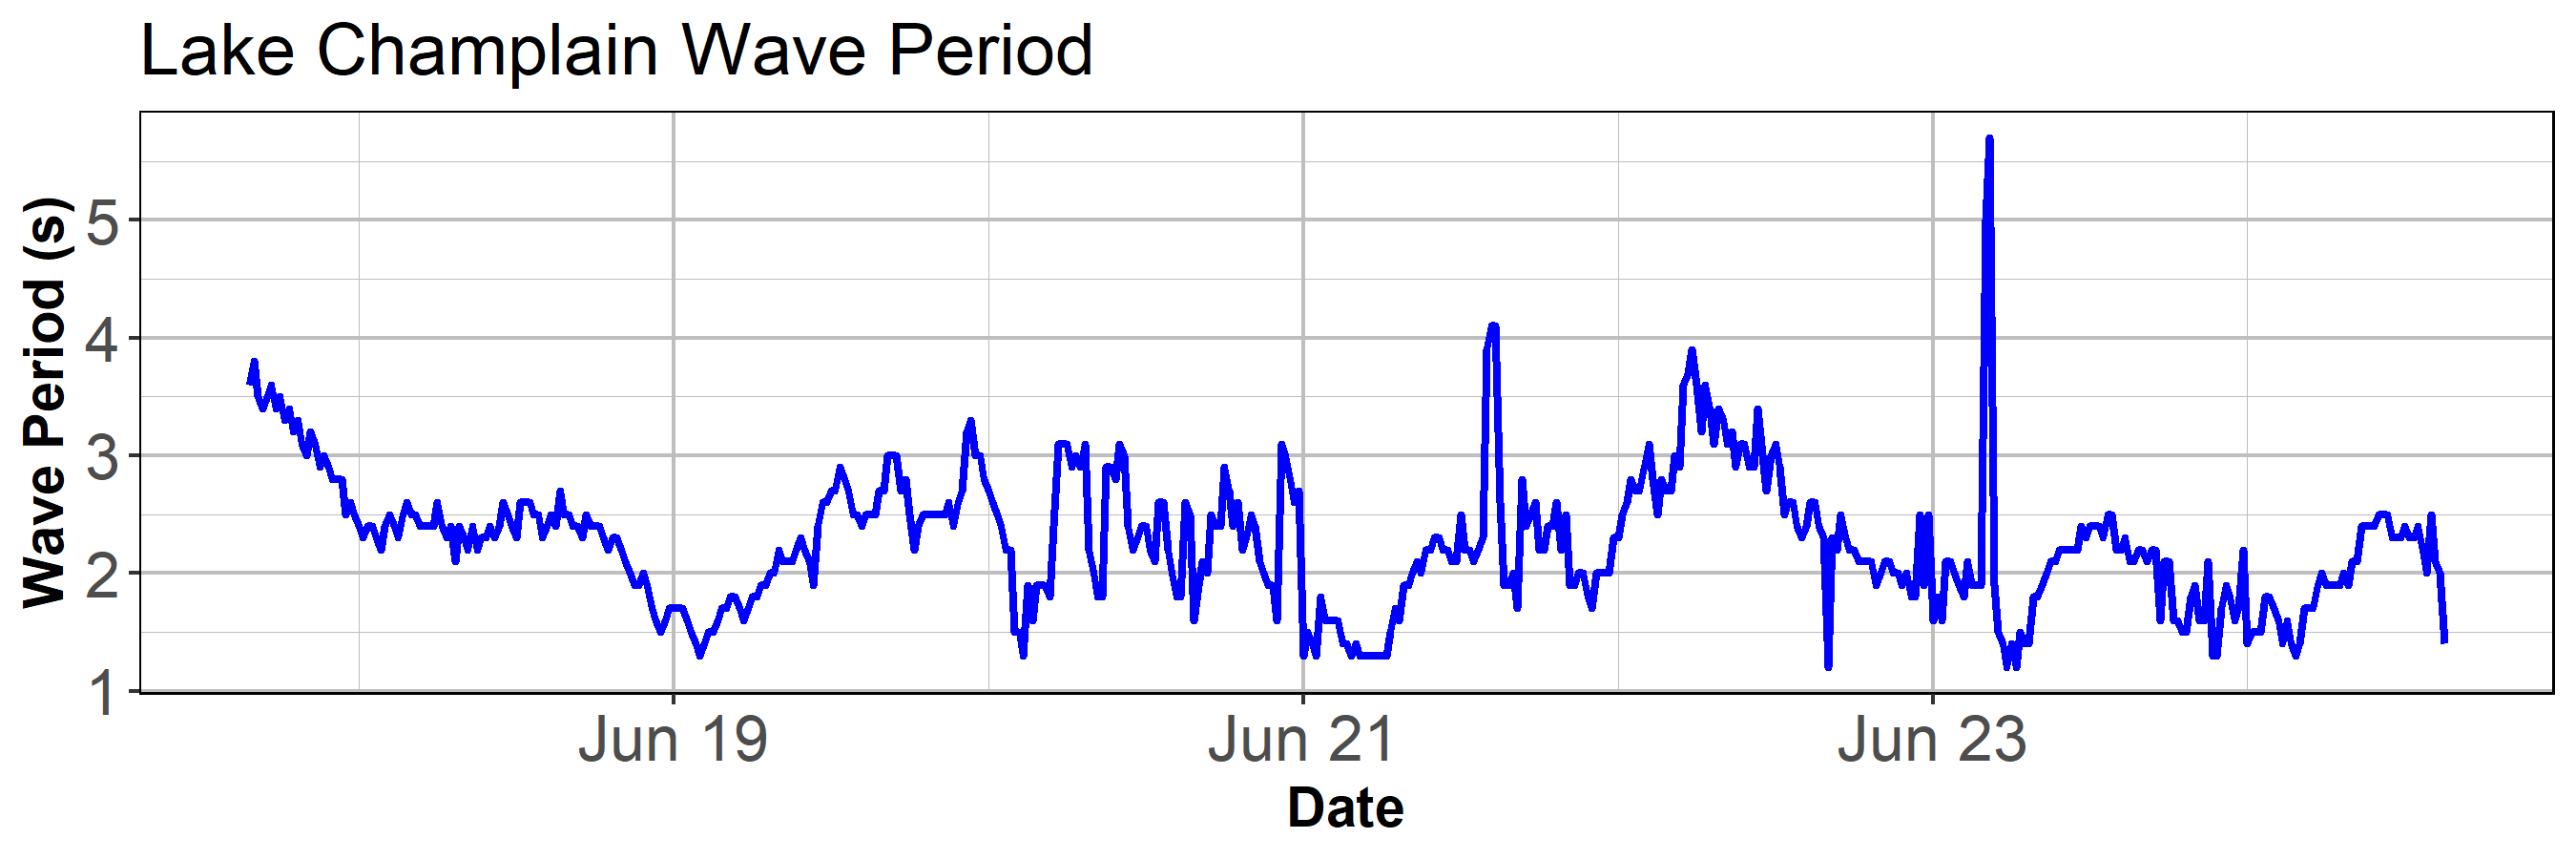 Lake Champlain Wave Period
Wave Period (s)
5
4
3
2
1
Jun 19
Jun 21
Jun 23
Date